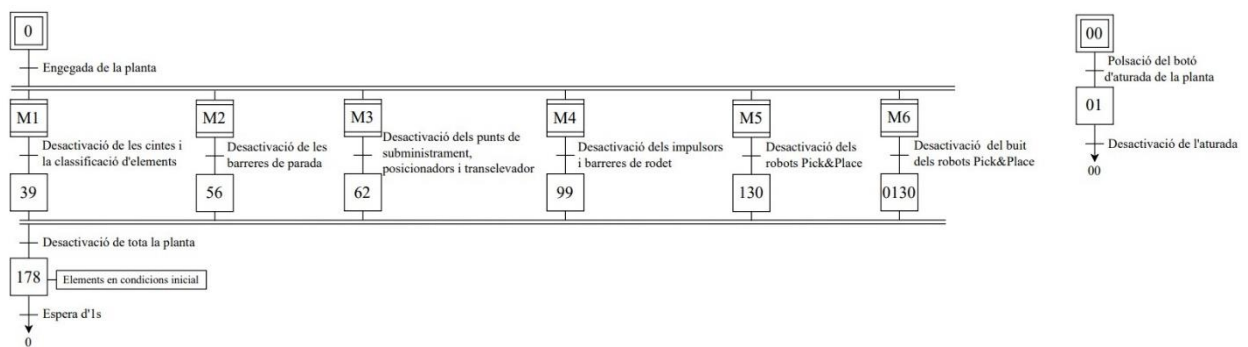 0
Engegada de la planta
M1
M2
M3
M4
M5
M6
Desactivació de les cintes i
la classificació d'elements
Desactivació de les
barreres de parada
Desactivació dels punts de
subministrament,
posicionadors i transelevador
Desactivació dels impulsors
i barreres de rodet
Desactivació dels
robots Pick&Place
Desactivació del buit
dels robots Pick&Place
39
56
62
99
130
0130
Desactivació de tota la planta
178
Elements en condicions inicial
Espera d'1s
0
00
Polsació del botó
d'aturada de la planta
01
Desactivació de l'aturada
00